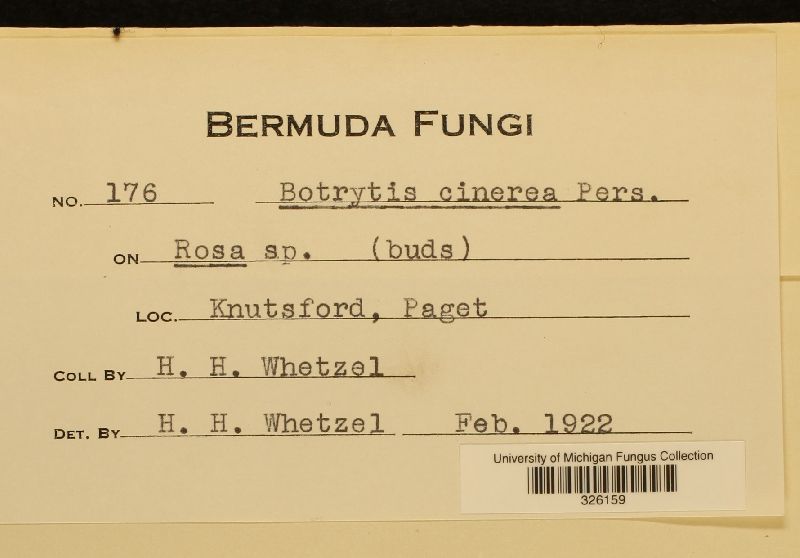 BERMUDA FUNGI
NO. 176 Botrytis cinerea Pers.
ON Rosa sp. (buds)
LOC. Knutsford, Paget
COLL BY H. H. Whetzel
DET. BY H. H. Whetzel Feb. 1922
University of Michigan Fungus Collection
326159